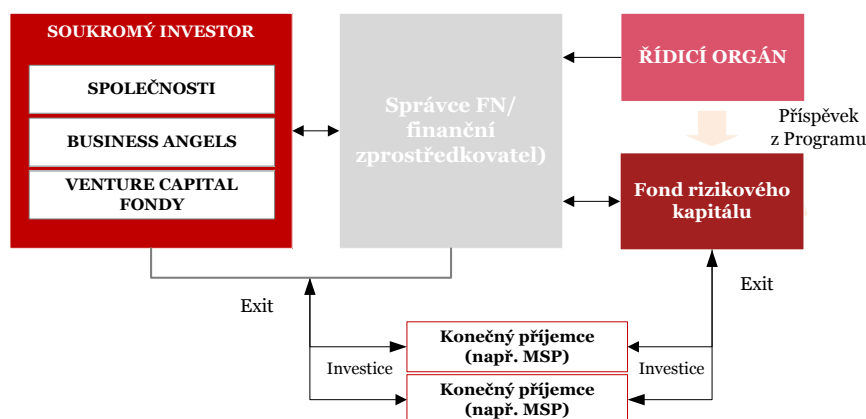 SOUKROMÝ INVESTOR
SPOLEČNOSTI
BUSINESS ANGELS
VENTURE CAPITAL
FONDY
Správce FN/
finanční
zprostředkovatel)
ŘÍDICÍ ORGÁN
Příspěvek
z Programu
Fond rizikového
kapitálu
Exit
Exit
Konečný příjemce
(např. MSP)
Investice
Investice
Konečný příjemce
(např. MSP)